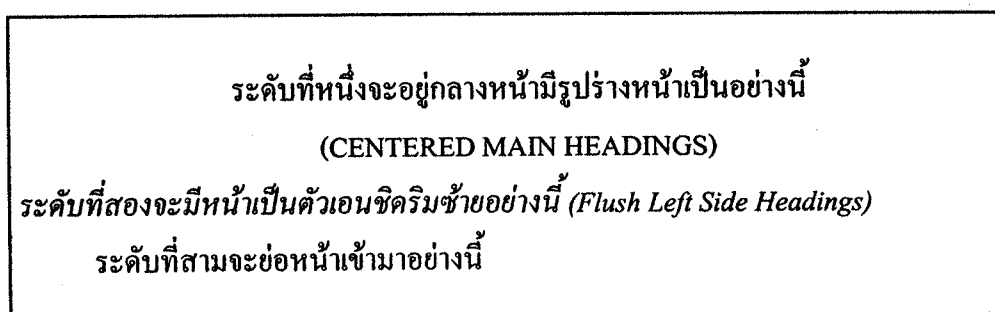 ระดับที่หนึ่งจะอยู่กลางหน้ามีรูปร่างหน้าเป็นอย่างนี้
(CENTERED MAIN HEADINGS)
ระดับที่สองจะมีหน้าเป็นตัวเอนชิดริมซ้ายอย่างนี้ (Flush Left Side Headings)
ระดับที่สามจะย่อหน้าเข้ามาอย่างนี้